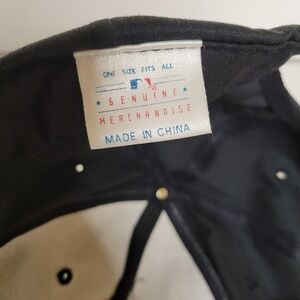 ONE SIZE FITS ALL
GENUINE
MERCHANDISE
MADE IN CHINA